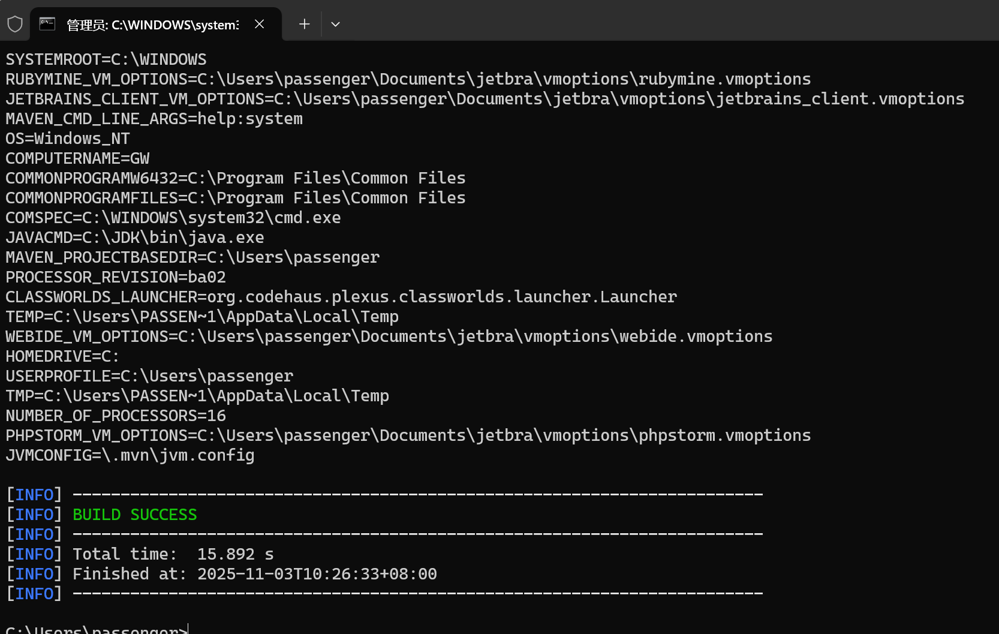 管理员: C:\WINDOWS\system3
SYSTEMROOT=C:\WINDOWS
RUBYMINE_VM_OPTIONS=C:\Users\passenger\Documents\jetbra\vmoptions\rubymine.vmoptions
JETBRAINS_CLIENT_VM_OPTIONS=C:\Users\passenger\Documents\jetbra\vmoptions\jetbrains_client.vmoptions
MAVEN_CMD_LINE_ARGS=help:system
OS=Windows_NT
COMPUTERNAME=GW
COMMONPROGRAMW6432=C:\Program Files\Common Files
COMMONPROGRAMFILES=C:\Program Files\Common Files
COMSPEC=C:\WINDOWS\system32\cmd.exe
JAVACMD=C:\JDK\bin\java.exe
MAVEN_PROJECTBASEDIR=C:\Users\passenger
PROCESSOR_REVISION=ba02
CLASSWORLDS_LAUNCHER=org.codehaus.plexus.classworlds.launcher.Launcher
TEMP=C:\Users\PASSEN~1\AppData\Local\Temp
WEBIDE_VM_OPTIONS=C:\Users\passenger\Documents\jetbra\vmoptions\webide.vmoptions
HOMEDRIVE=C:
USERPROFILE=C:\Users\passenger
TMP=C:\Users\PASSEN~1\AppData\Local\Temp
NUMBER_OF_PROCESSORS=16
PHPSTORM_VM_OPTIONS=C:\Users\passenger\Documents\jetbra\vmoptions\phpstorm.vmoptions
JVMCONFIG=\.mvn\jvm.config
[INFO] ------------------------------------------------------------------------
[INFO] BUILD SUCCESS
[INFO] ------------------------------------------------------------------------
[INFO] Total time:  15.892 s
[INFO] Finished at: 2025-11-03T10:26:33+08:00
[INFO] ------------------------------------------------------------------------
C:\Users\passenger>